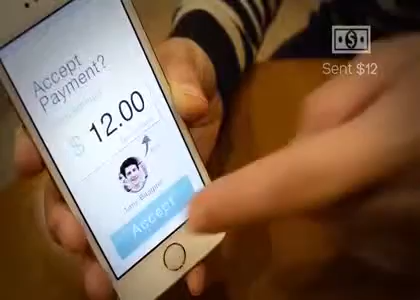 Accept
Payment?
$ 12.00
Accept
$
Sent $12